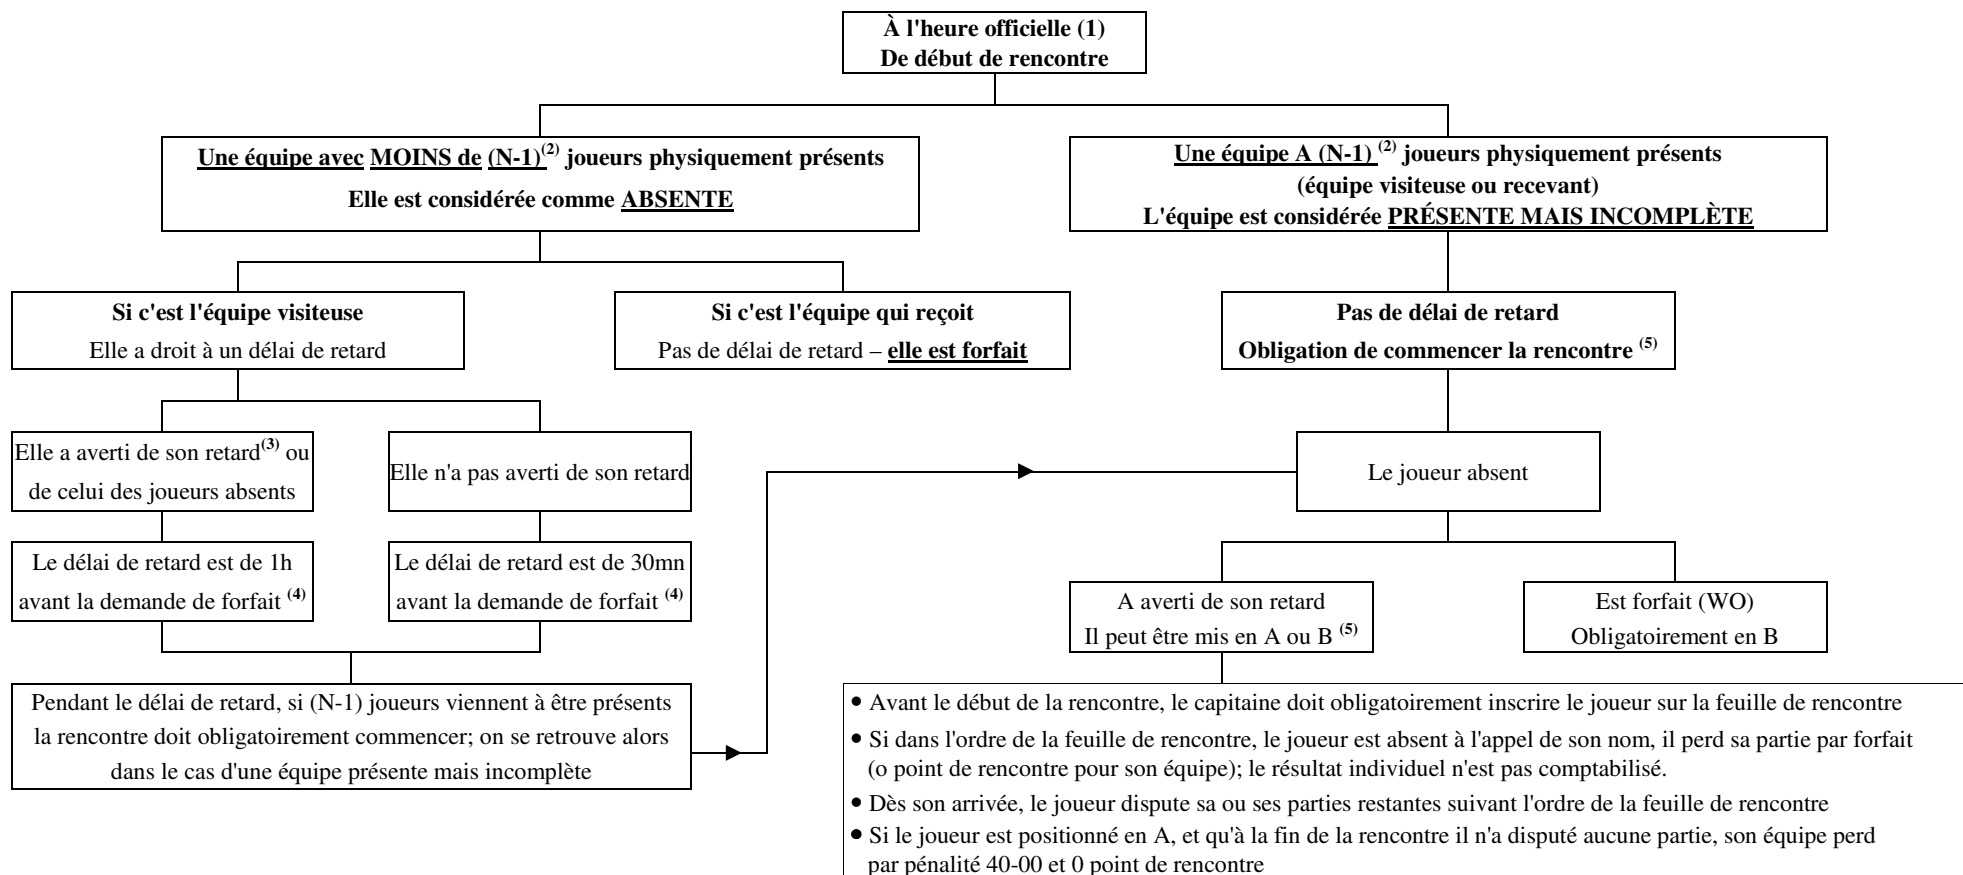 À l'heure officielle (1)
De début de rencontre
Une équipe avec MOINS de (N-1)(2) joueurs physiquement présents
Elle est considérée comme ABSENTE
Une équipe A (N-1) (2) joueurs physiquement présents
(équipe visiteuse ou recevant)
L'équipe est considérée PRÉSENTE MAIS INCOMPLÈTE
Si c'est l'équipe visiteuse
Elle a droit à un délai de retard
Si c'est l'équipe qui reçoit
Pas de délai de retard – elle est forfait
Pas de délai de retard
Obligation de commencer la rencontre (5)
Elle a averti de son retard(3) ou
de celui des joueurs absents
Elle n'a pas averti de son retard
Le joueur absent
Le délai de retard est de 1h
avant la demande de forfait (4)
Le délai de retard est de 30mn
avant la demande de forfait (4)
A averti de son retard
Il peut être mis en A ou B (5)
Est forfait (WO)
Obligatoirement en B
Pendant le délai de retard, si (N-1) joueurs viennent à être présents
la rencontre doit obligatoirement commencer; on se retrouve alors
dans le cas d'une équipe présente mais incomplète
• Avant le début de la rencontre, le capitaine doit obligatoirement inscrire le joueur sur la feuille de rencontre
• Si dans l'ordre de la feuille de rencontre, le joueur est absent à l'appel de son nom, il perd sa partie par forfait
(o point de rencontre pour son équipe); le résultat individuel n'est pas comptabilisé.
• Dès son arrivée, le joueur dispute sa ou ses parties restantes suivant l'ordre de la feuille de rencontre
• Si le joueur est positionné en A, et qu'à la fin de la rencontre il n'a disputé aucune partie, son équipe perd
par pénalité 40-00 et 0 point de rencontre